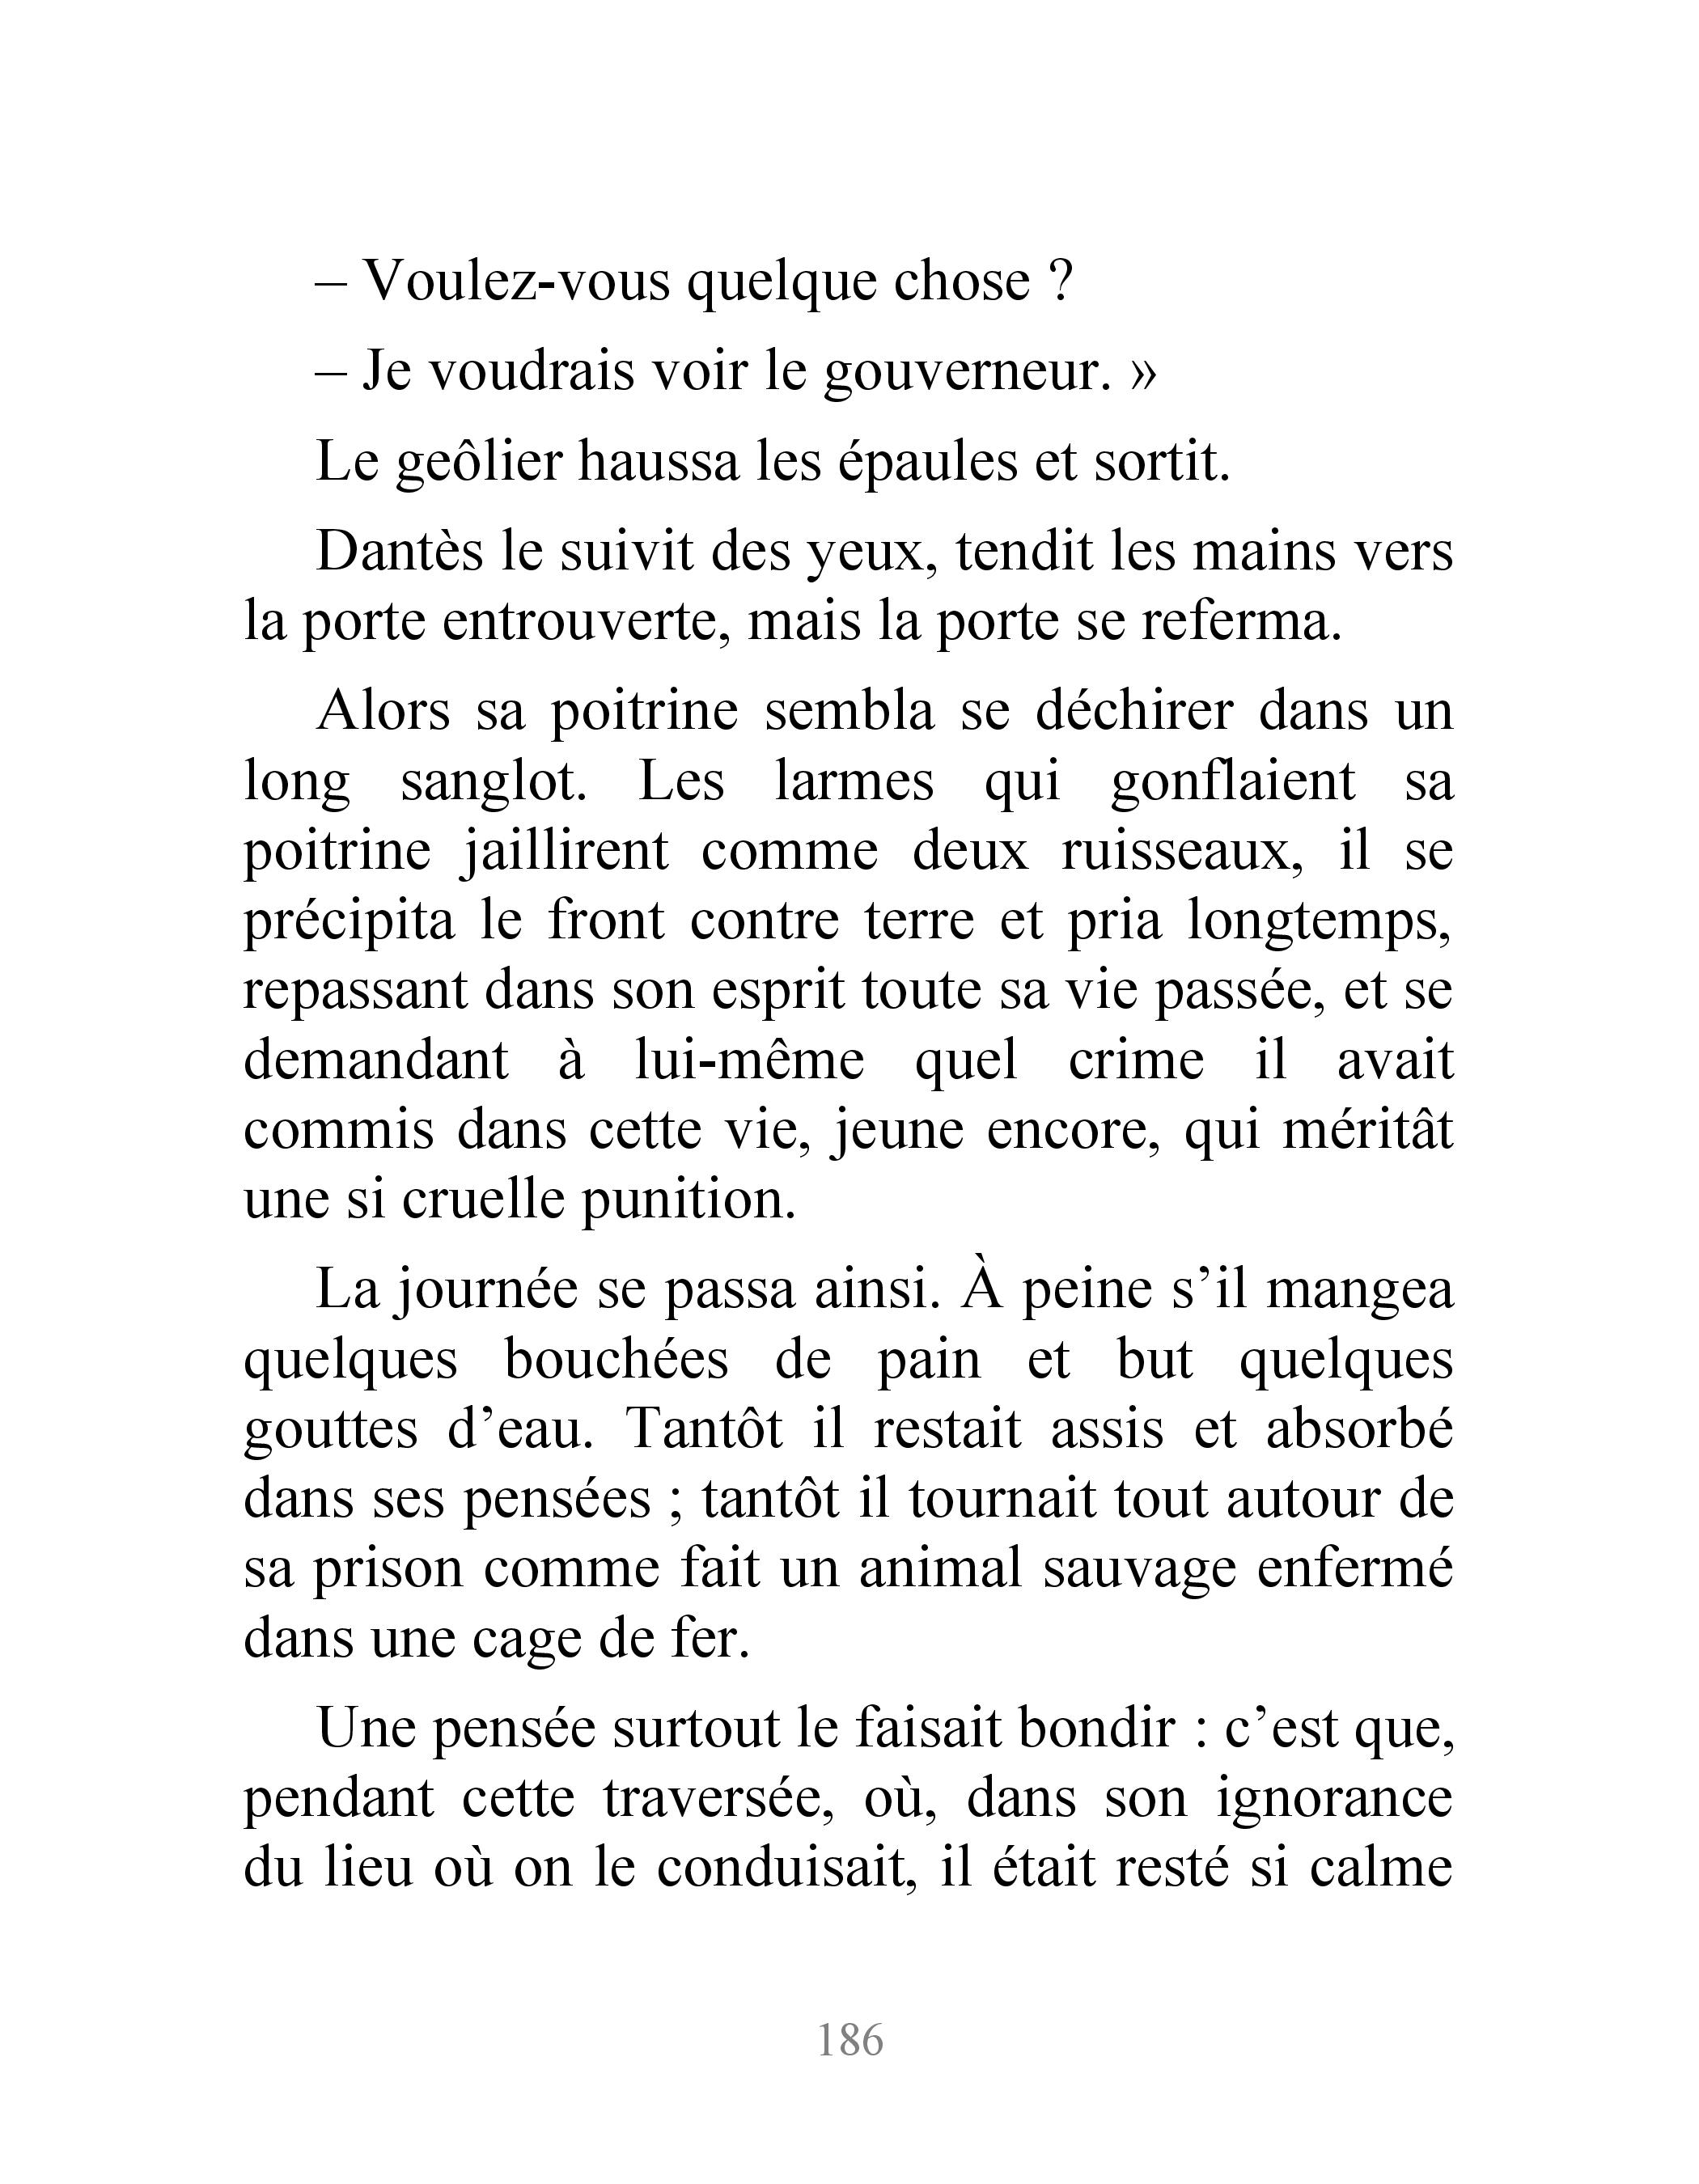 – Voulez-vous quelque chose ?
– Je voudrais voir le gouverneur. »
Le geôlier haussa les épaules et sortit.
Dantès le suivit des yeux, tendit les mains vers
la porte entrouverte, mais la porte se referma.
Alors sa poitrine sembla se déchirer dans un
long sanglot. Les larmes qui gonflaient sa
poitrine jaillirent comme deux ruisseaux, il se
précipita le front contre terre et pria longtemps,
repassant dans son esprit toute sa vie passée, et se
demandant à lui-même quel crime il avait
commis dans cette vie, jeune encore, qui méritât
une si cruelle punition.
La journée se passa ainsi. À peine s’il mangea
quelques bouchées de pain et but quelques
gouttes d’eau. Tantôt il restait assis et absorbé
dans ses pensées ; tantôt il tournait tout autour de
sa prison comme fait un animal sauvage enfermé
dans une cage de fer.
Une pensée surtout le faisait bondir : c’est que,
pendant cette traversée, où, dans son ignorance
du lieu où on le conduisait, il était resté si calme
186